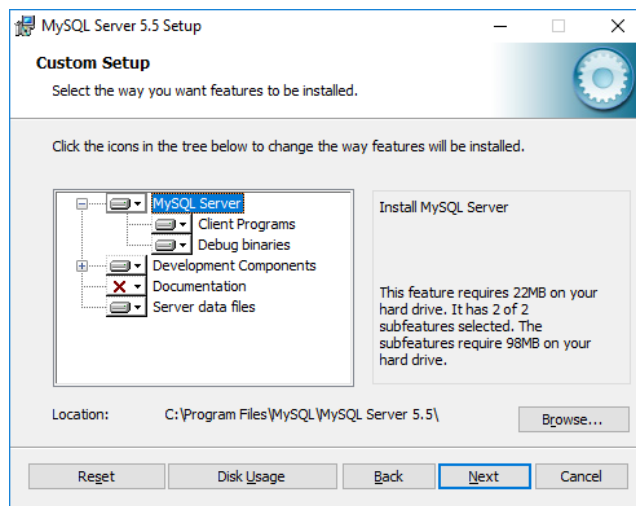 MySQL Server 5.5 Setup
Custom Setup
Select the way you want features to be installed.
Click the icons in the tree below to change the way features will be installed.
MySQL Server
Client Programs
Debug binaries
Development Components
Documentation
Server data files
Install MySQL Server
This feature requires 22MB on your
hard drive. It has 2 of 2
subfeatures selected. The
subfeatures require 98MB on your
hard drive.
Location: C:\Program Files\MySQL\MySQL Server 5.5\
Browse...
Reset Disk Usage Back Next Cancel